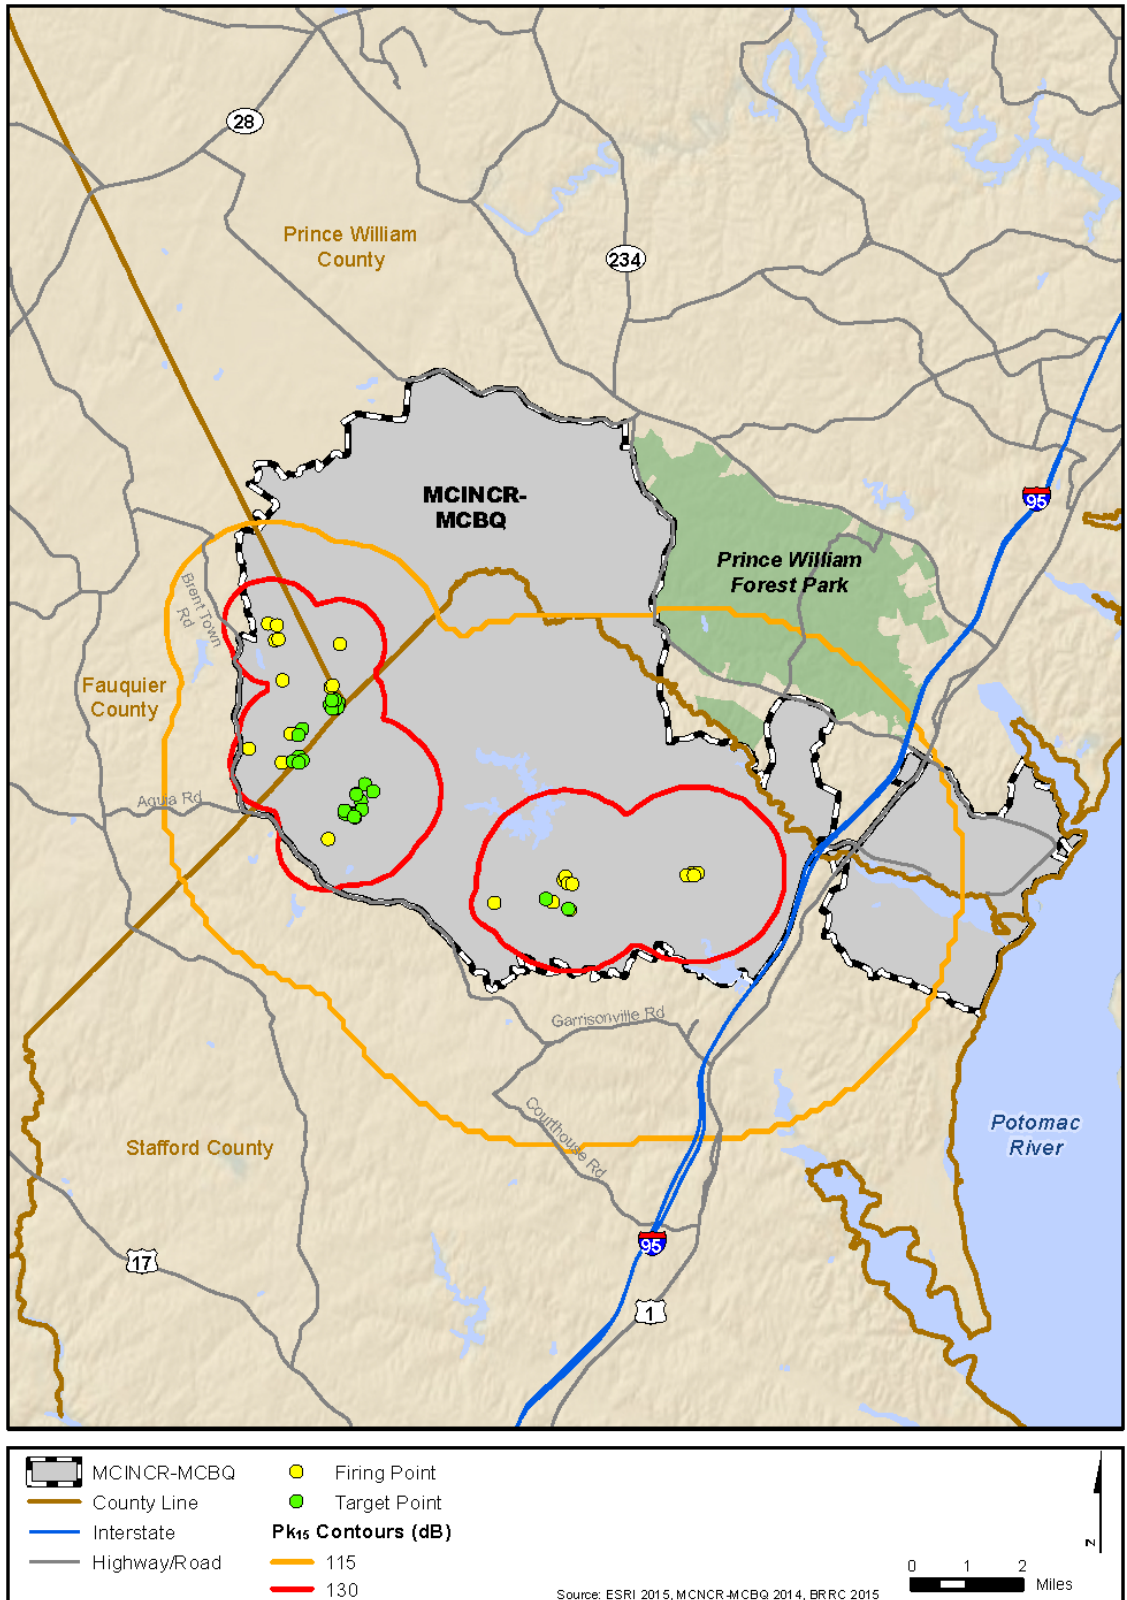 28
Prince William
County
234
MCINCR-
MCBQ
95
Prince William
Forest Park
Brent Town
Rd
Fauquier
County
Aquia Rd
Garrisonville Rd
Courthouse Rd
Potomac
River
Stafford County
95
17
1
MCINCR-MCBQ
Firing Point
County Line
Target Point
Interstate
Pk15 Contours (dB)
Highway/Road
115
130
N
0 1 2
Miles
Source: ESRI 2015, MCNCR-MCBQ 2014, BRRC 2015